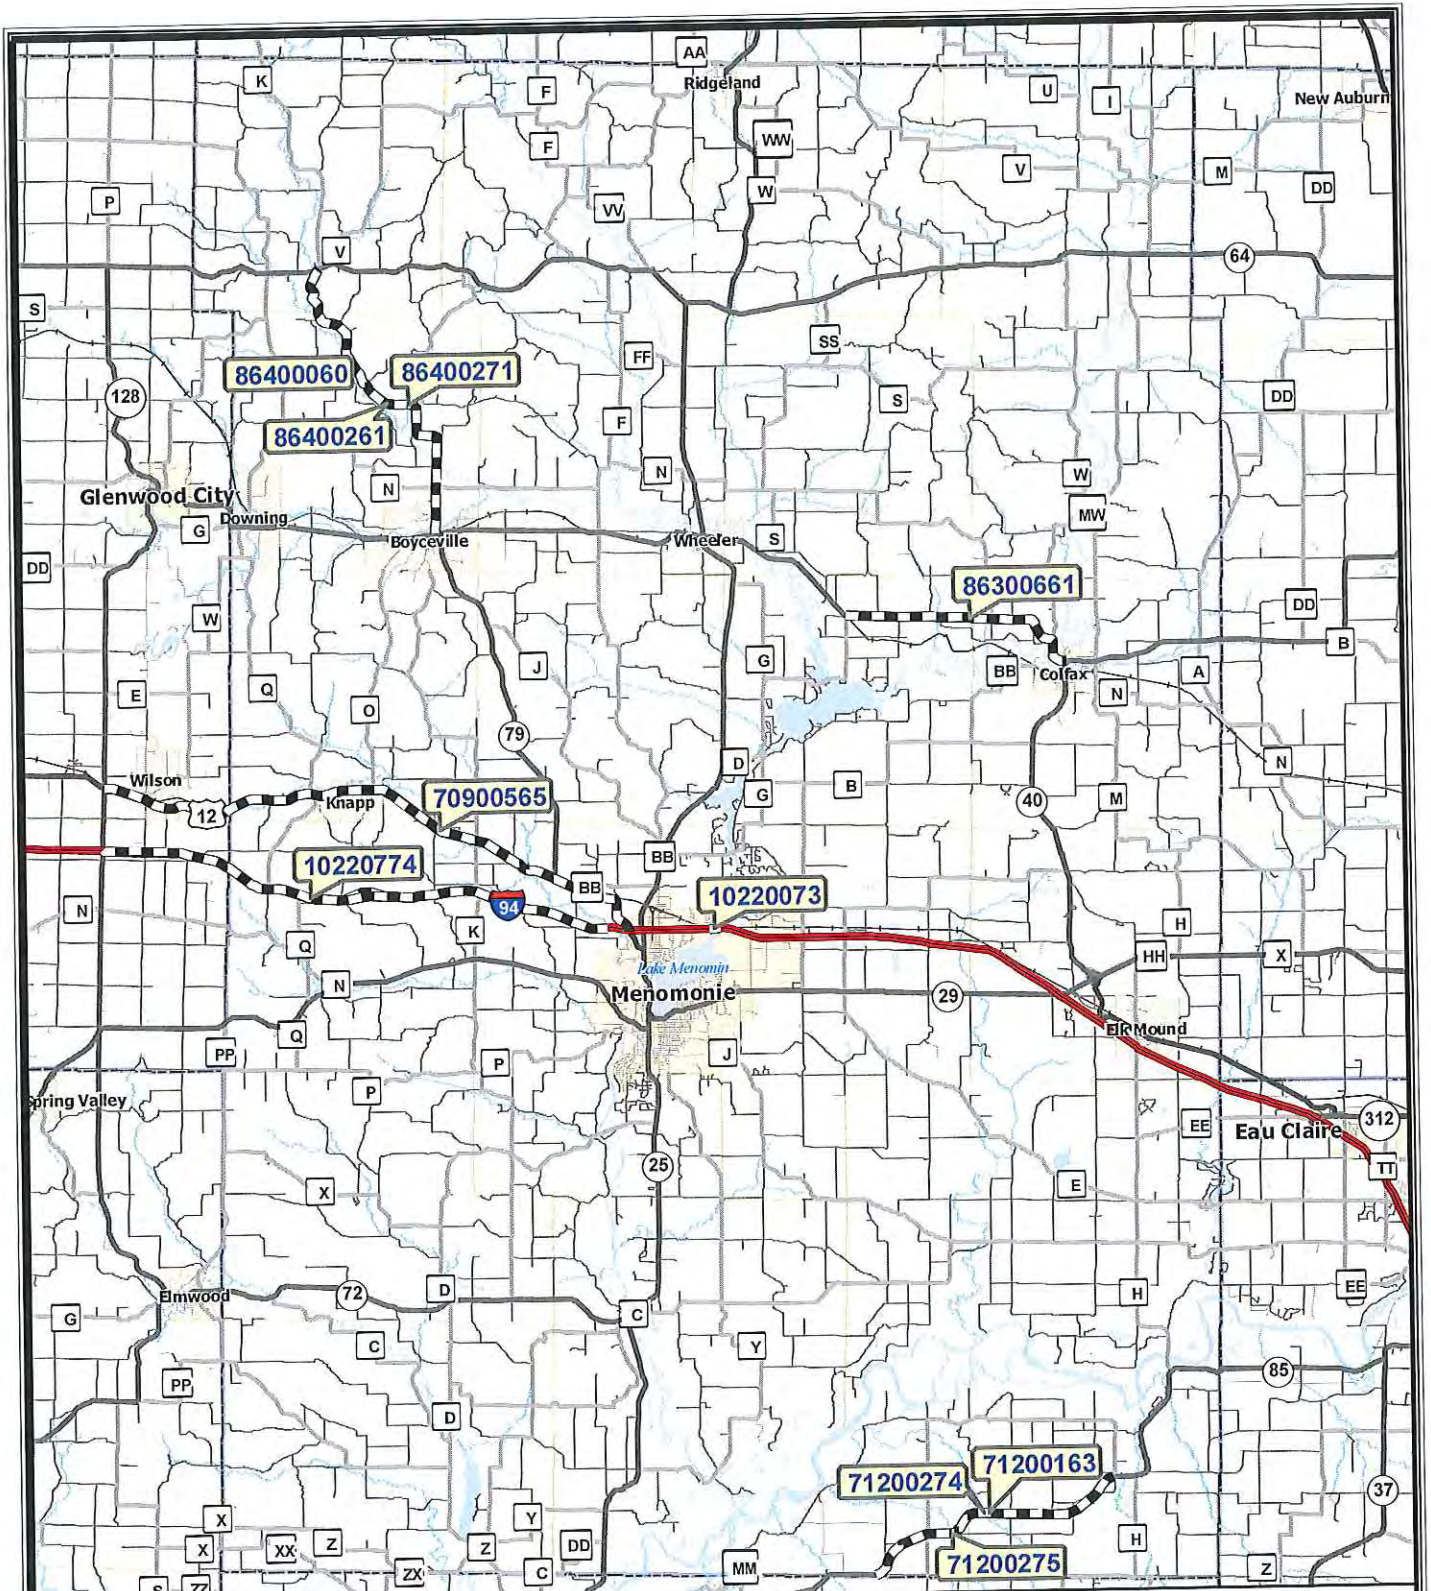 AA
Ridgeland
K
F
U
I
New Auburn
WW
F
V
M
W
DD
P
VV
V
64
S
SS
FF
86400060
86400271
128
S
DD
F
86400261
N
W
N
Glenwood City
MW
Downing
G
Boyceville
Wheeler
S
DD
86300661
DD
W
B
J
G
BB
Colfax
A
E
Q
N
O
79
D
N
Wilson
Knapp
70900565
G
B
40
M
12
10220774
BB
BB
10220073
94
N
K
H
Q
HH
X
Lake Menomin
N
Menomonie
29
Q
Elk Mound
PP
P
J
P
Spring Valley
EE
Eau Claire
312
25
TT
X
E
Elmwood
72
D
H
EE
G
C
C
Y
PP
85
D
71200274
71200163
37
X
Y
X
XX
Z
Z
DD
H
71200275
S
ZZ
ZX
C
MM
Z